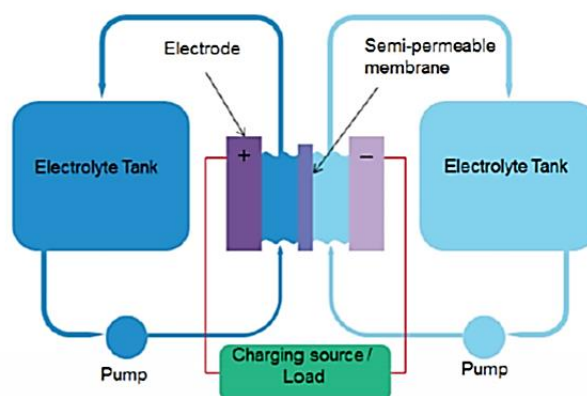 Electrode
Semi-permeable
membrane
Electrolyte Tank
+
–
Electrolyte Tank
Pump
Charging source /
Load
Pump